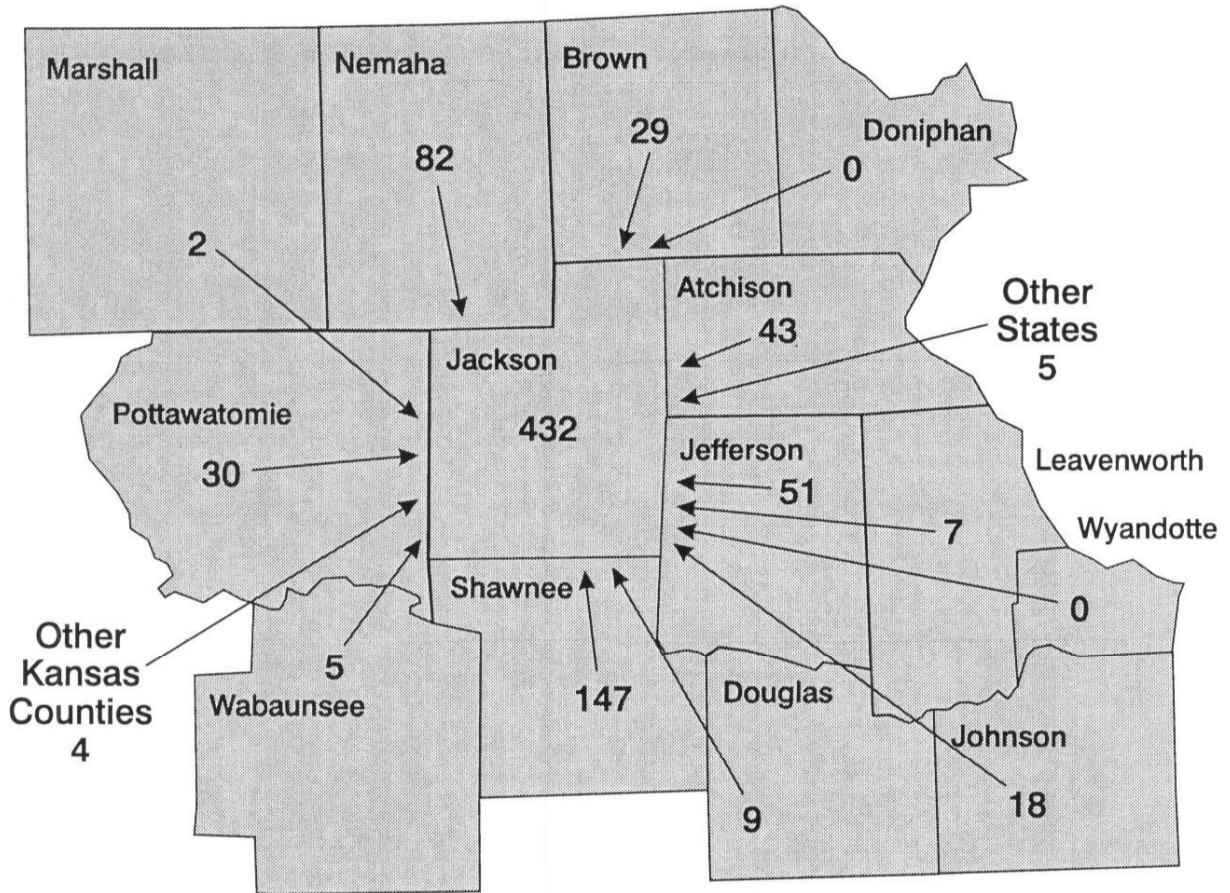 Marshall
Nemaha
Brown
Doniphan
82
29
0
2
Atchison
43
Other
States
5
Jackson
432
Pottawatomie
30
Jefferson
51
Leavenworth
7
Wyandotte
0
Shawnee
147
Other
Kansas
Counties
4
5
Wabaunsee
Douglas
9
Johnson
18